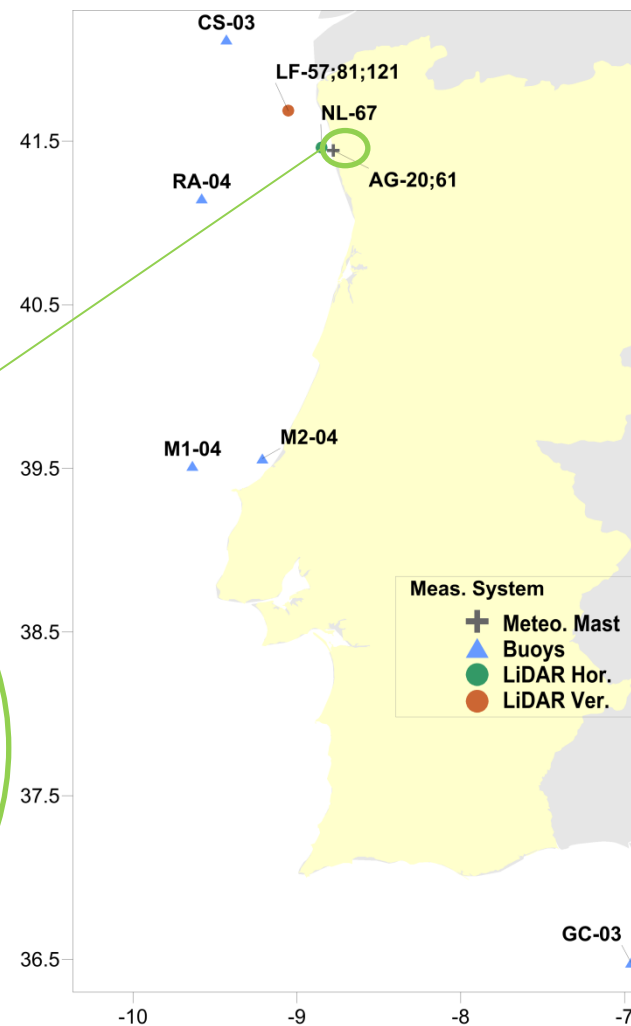 CS-03
LF-57;81;121
NL-67
41.5
AG-20;61
RA-04
40.5
M2-04
M1-04
39.5
Meas. System
Meteo. Mast
38.5
Buoys
LiDAR Hor.
LiDAR Ver.
37.5
GC-03
36.5
-10
-9
-8
-7